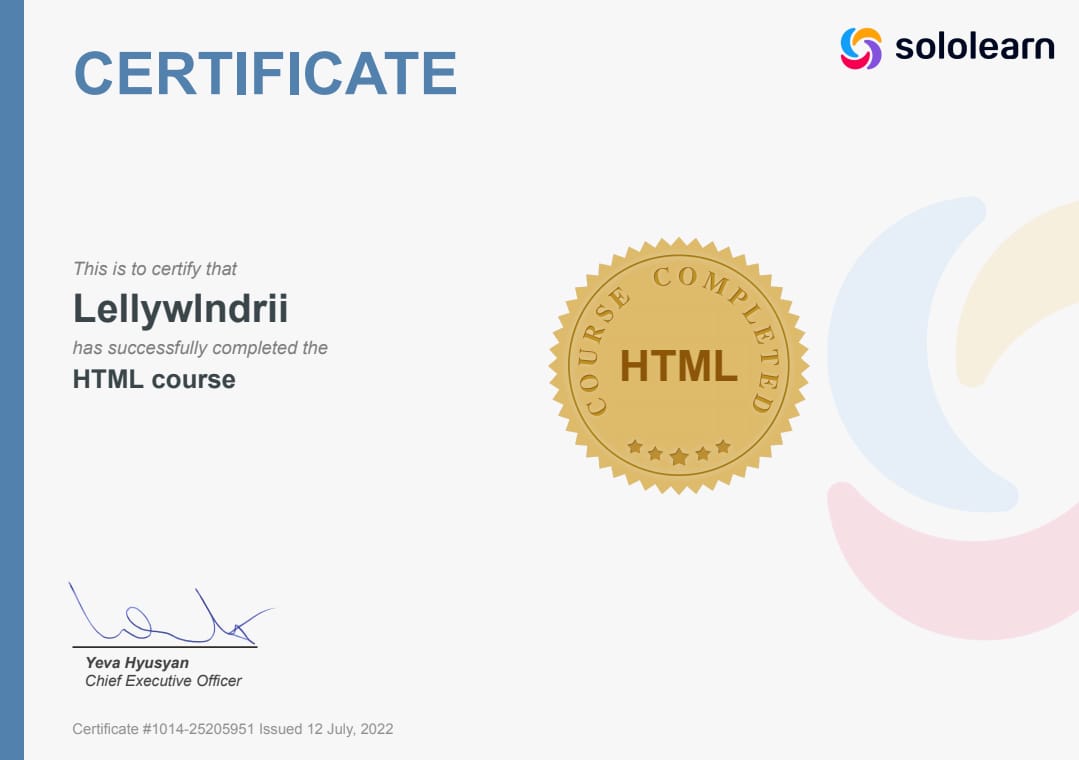 CERTIFICATE
sololearn
This is to certify that
LellywIndrii
has successfully completed the
HTML course
COURSE COMPLETED
HTML
Yeva Hyusyan
Chief Executive Officer
Certificate #1014-25205951 Issued 12 July, 2022